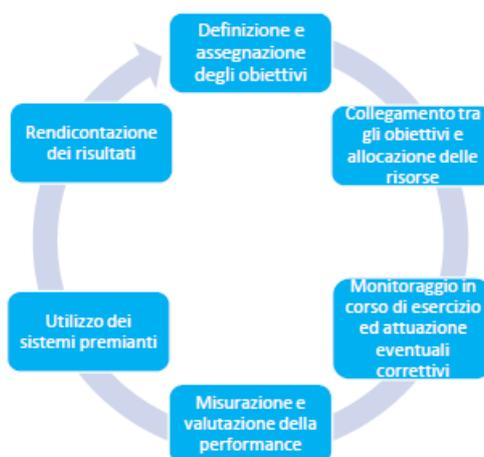 Definizione e
assegnazione
degli obiettivi
Collegamento tra
gli obiettivi e
allocazione delle
risorse
Monitoraggio in
corso di esercizio
ed attuazione
eventuali
correttivi
Misurazione e
valutazione della
performance
Utilizzo dei
sistemi premianti
Rendicontazione
dei risultati